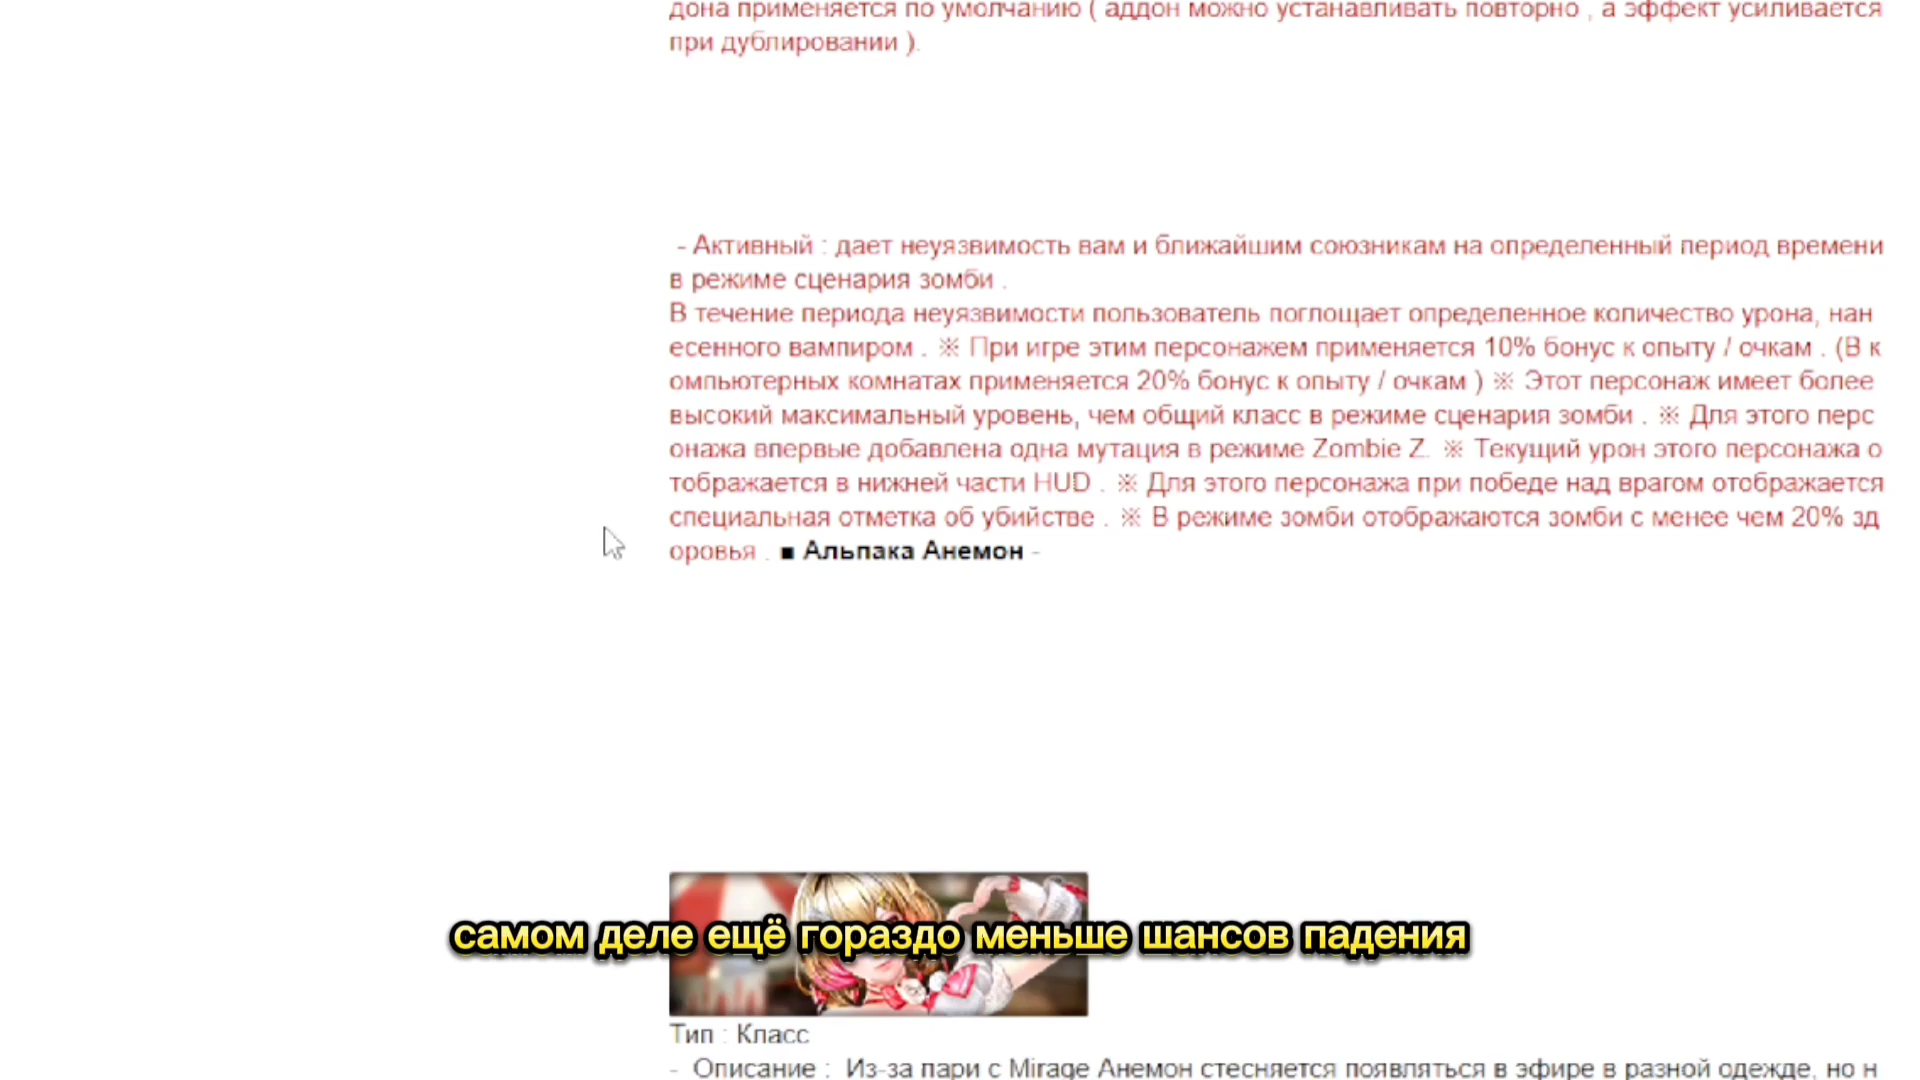 дона применяется по умолчанию ( аддон можно устанавливать повторно , а эффект усиливается
при дублировании ).
- Активный : дает неуязвимость вам и ближайшим союзникам на определенный период времени
в режиме сценария зомби .
В течение периода неуязвимости пользователь поглощает определенное количество урона, нан
есенного вампиром . ※ При игре этим персонажем применяется 10% бонус к опыту / очкам . (В к
омпьютерных комнатах применяется 20% бонус к опыту / очкам ) ※ Этот персонаж имеет более
высокий максимальный уровень, чем общий класс в режиме сценария зомби . ※ Для этого перс
онажа впервые добавлена одна мутация в режиме Zombie Z. ※ Текущий урон этого персонажа о
тображается в нижней части HUD . ※ Для этого персонажа при победе над врагом отображается
специальная отметка об убийстве . ※ В режиме зомби отображаются зомби с менее чем 20% зд
оровья . ■ Альпака Анемон -
самом деле ещё гораздо меньше шансов падения
Тип : Класс
- Описание : Из-за пари с Mirage Анемон стесняется появляться в эфире в разной одежде, но н